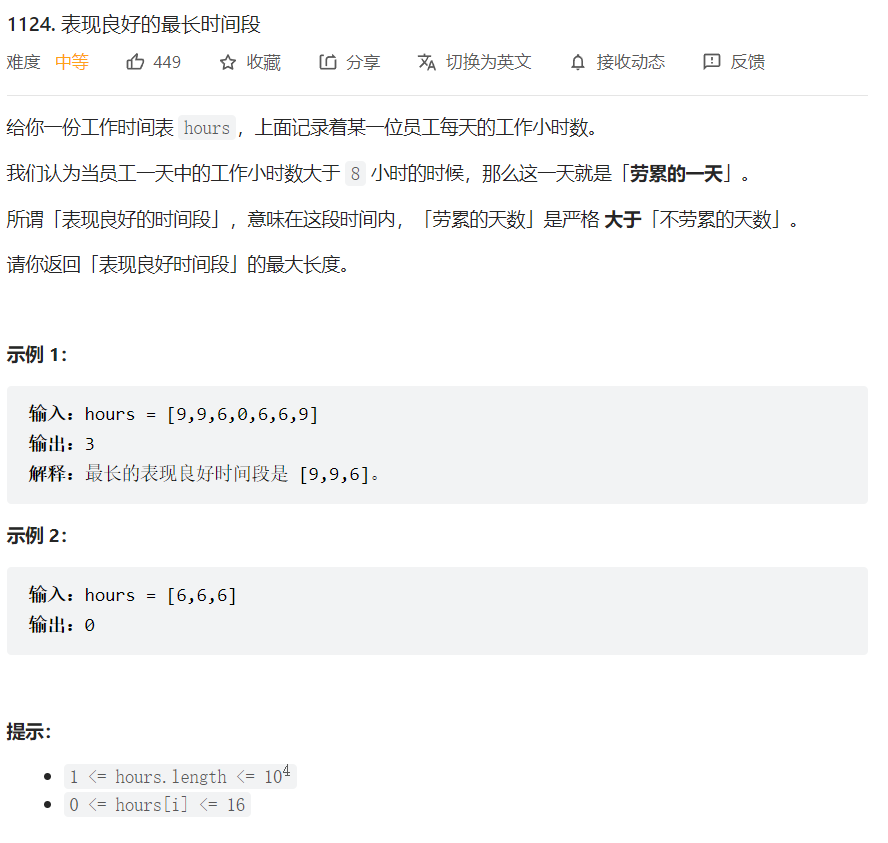 1124. 表现良好的最长时间段
难度 中等 449 收藏 分享 切换为英文 接收动态 反馈
给你一份工作时间表 hours，上面记录着某一位员工每天的工作小时数。
我们认为当员工一天中的工作小时数大于 8 小时的时候，那么这一天就是「劳累的一天」。
所谓「表现良好的时间段」，意味在这段时间内，「劳累的天数」是严格 大于「不劳累的天数」。
请你返回「表现良好时间段」的最大长度。
示例 1：
输入：hours = [9,9,6,0,6,6,9]
输出：3
解释：最长的表现良好时间段是 [9,9,6]。
示例 2：
输入：hours = [6,6,6]
输出：0
提示：
• 1 <= hours.length <= 10⁴
• 0 <= hours[i] <= 16